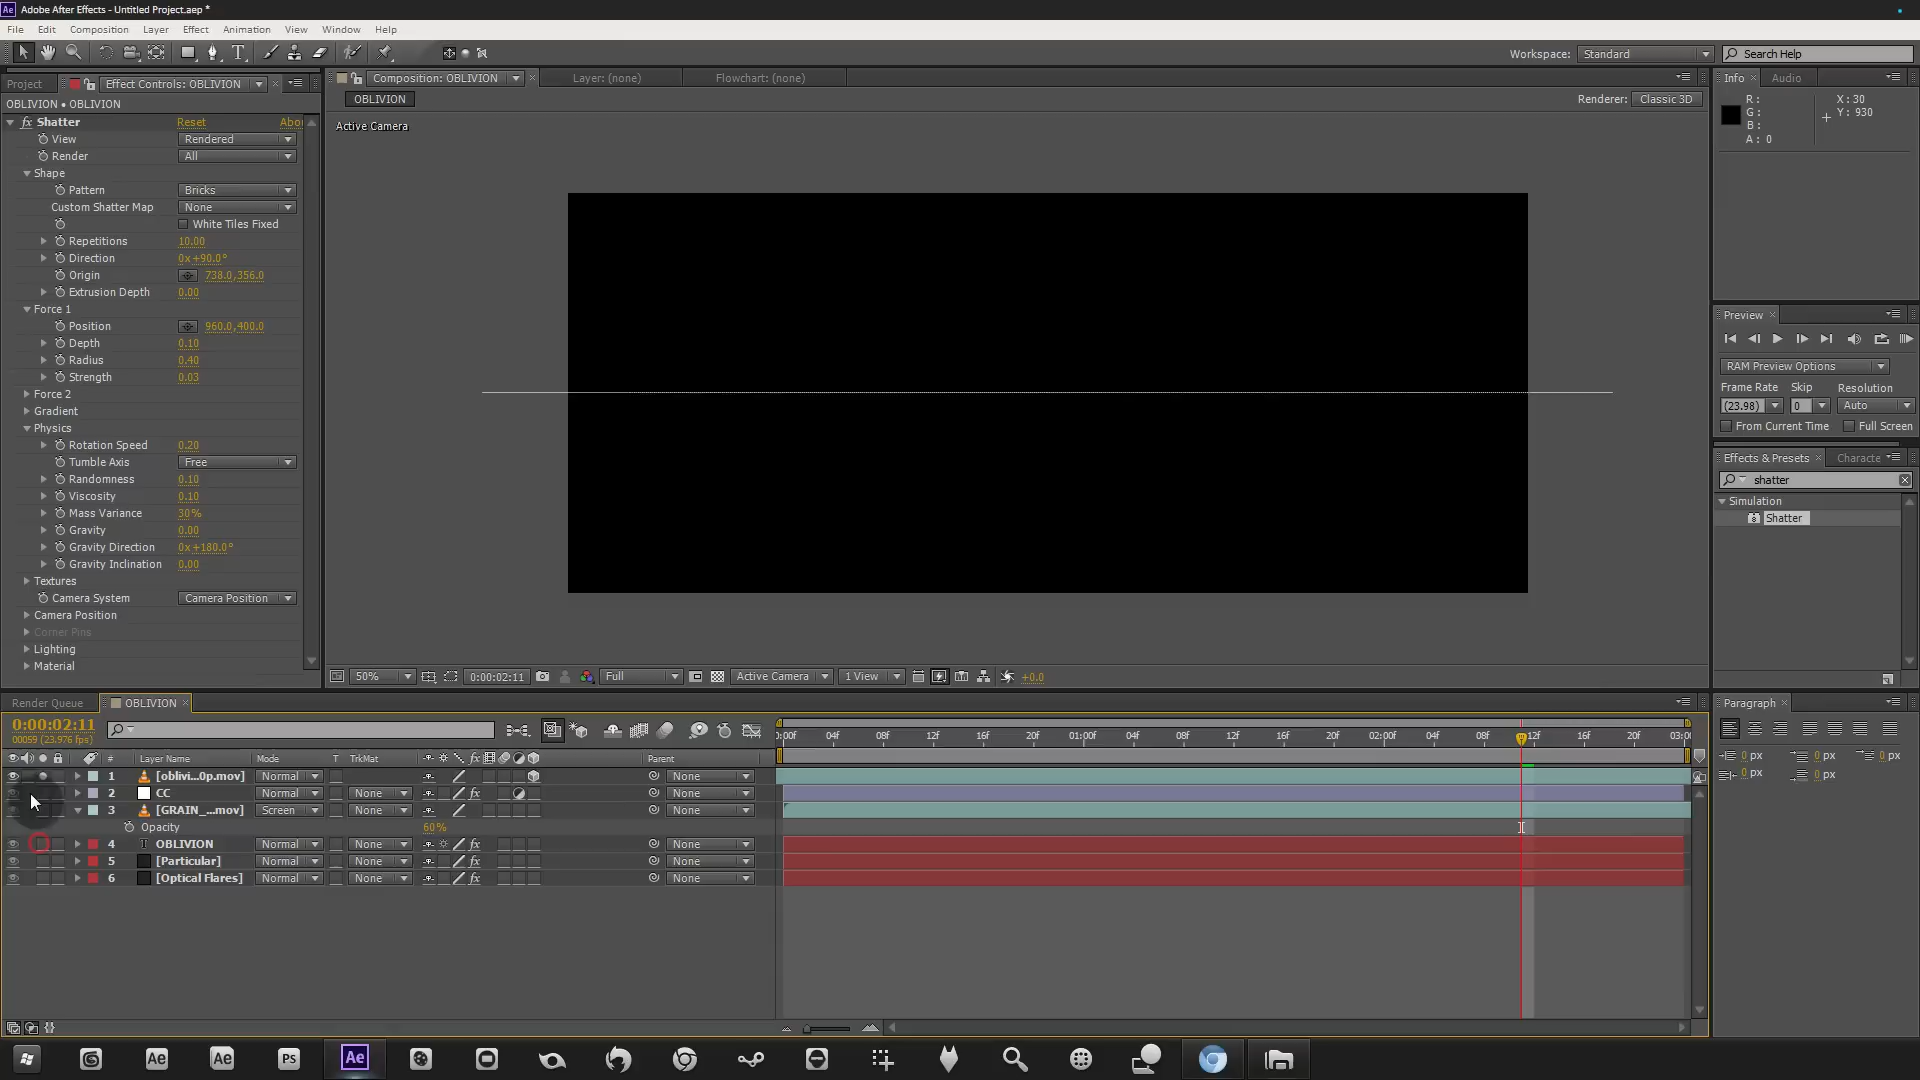 Adobe After Effects - Untitled Project.aep *
File Edit Composition Layer Effect Animation View Window Help
Workspace: Standard Search Help
Project Effect Controls: OBLIVION
OBLIVION • OBLIVION
fx Shatter Reset Abo
View Rendered
Render All
Shape
Pattern Bricks
Custom Shatter Map None
White Tiles Fixed
Repetitions 10.00
Direction 0x+90.0°
Origin 738.0,356.0
Extrusion Depth 0.00
Force 1
Position 960.0,400.0
Depth 0.10
Radius 0.40
Strength 0.03
Force 2
Gradient
Physics
Rotation Speed 0.20
Tumble Axis Free
Randomness 0.10
Viscosity 0.10
Mass Variance 30%
Gravity 0.00
Gravity Direction 0x+180.0°
Gravity Inclination 0.00
Textures
Camera System Camera Position
Camera Position
Corner Pins
Lighting
Material
Composition: OBLIVION Layer: (none) Flowchart: (none)
OBLIVION Renderer: Classic 3D
Active Camera
50% 0:00:02:11 Full Active Camera 1 View +0.0
Info Audio
R: X: 30
G: Y: 930
B:
A: 0
Preview
RAM Preview Options
Frame Rate Skip Resolution
(23.98) 0 Auto
From Current Time Full Screen
Effects & Presets Characte
shatter
Simulation
Shatter
Paragraph
0 px 0 px 0 px
0 px 0 px
Render Queue OBLIVION
0:00:02:11
00059 (23.976 fps)
# Layer Name Mode T TrkMat fx Parent
1 [oblivi...0p.mov] Normal None
2 CC Normal None fx None
3 [GRAIN_...mov] Screen None None
Opacity 60%
4 T OBLIVION Normal None fx None
5 [Particular] Normal None fx None
6 [Optical Flares] Normal None fx None
0:00f 04f 08f 12f 16f 20f 01:00f 04f 08f 12f 16f 20f 02:00f 04f 08f 12f 16f 20f 03:0
Ae Ae Ps Ae